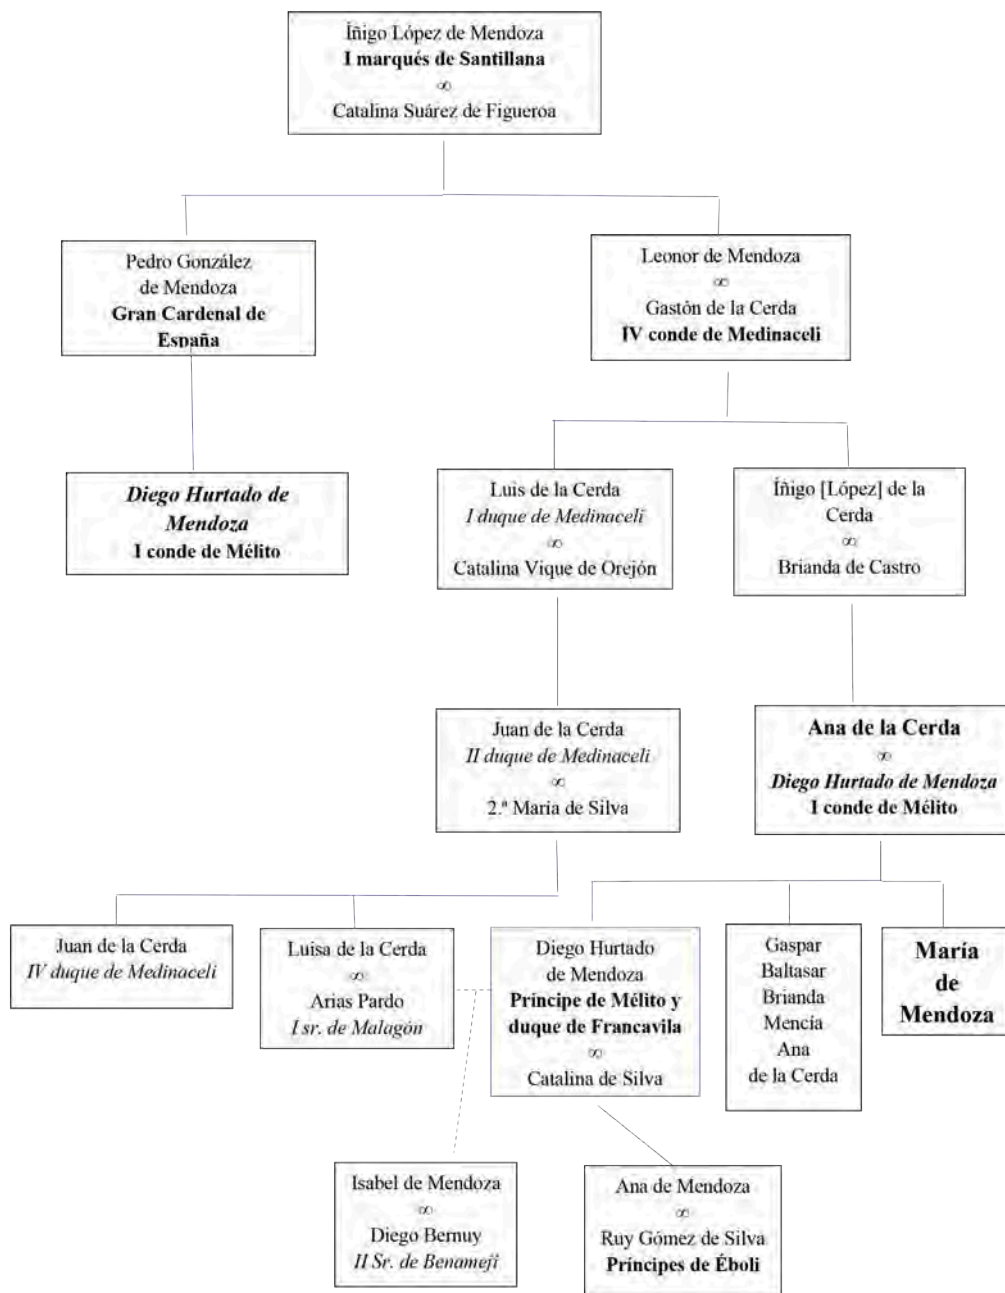 Íñigo López de Mendoza
I marqués de Santillana
∞
Catalina Suárez de Figueroa
Pedro González
de Mendoza
Gran Cardenal de
España
Leonor de Mendoza
∞
Gastón de la Cerda
IV conde de Medinaceli
Diego Hurtado de
Mendoza
I conde de Mélito
Luis de la Cerda
I duque de Medinaceli
∞
Catalina Vique de Orejón
Íñigo [López] de la
Cerda
∞
Brianda de Castro
Juan de la Cerda
II duque de Medinaceli
∞
2.ª María de Silva
Ana de la Cerda
∞
Diego Hurtado de Mendoza
I conde de Mélito
Juan de la Cerda
IV duque de Medinaceli
Luisa de la Cerda
∞
Arias Pardo
I sr. de Malagón
Diego Hurtado
de Mendoza
Príncipe de Mélito y
duque de Francavila
∞
Catalina de Silva
Gaspar
Baltasar
Brianda
Mencía
Ana
de la Cerda
María
de
Mendoza
Isabel de Mendoza
∞
Diego Bernuy
II Sr. de Benamejí
Ana de Mendoza
∞
Ruy Gómez de Silva
Príncipes de Éboli